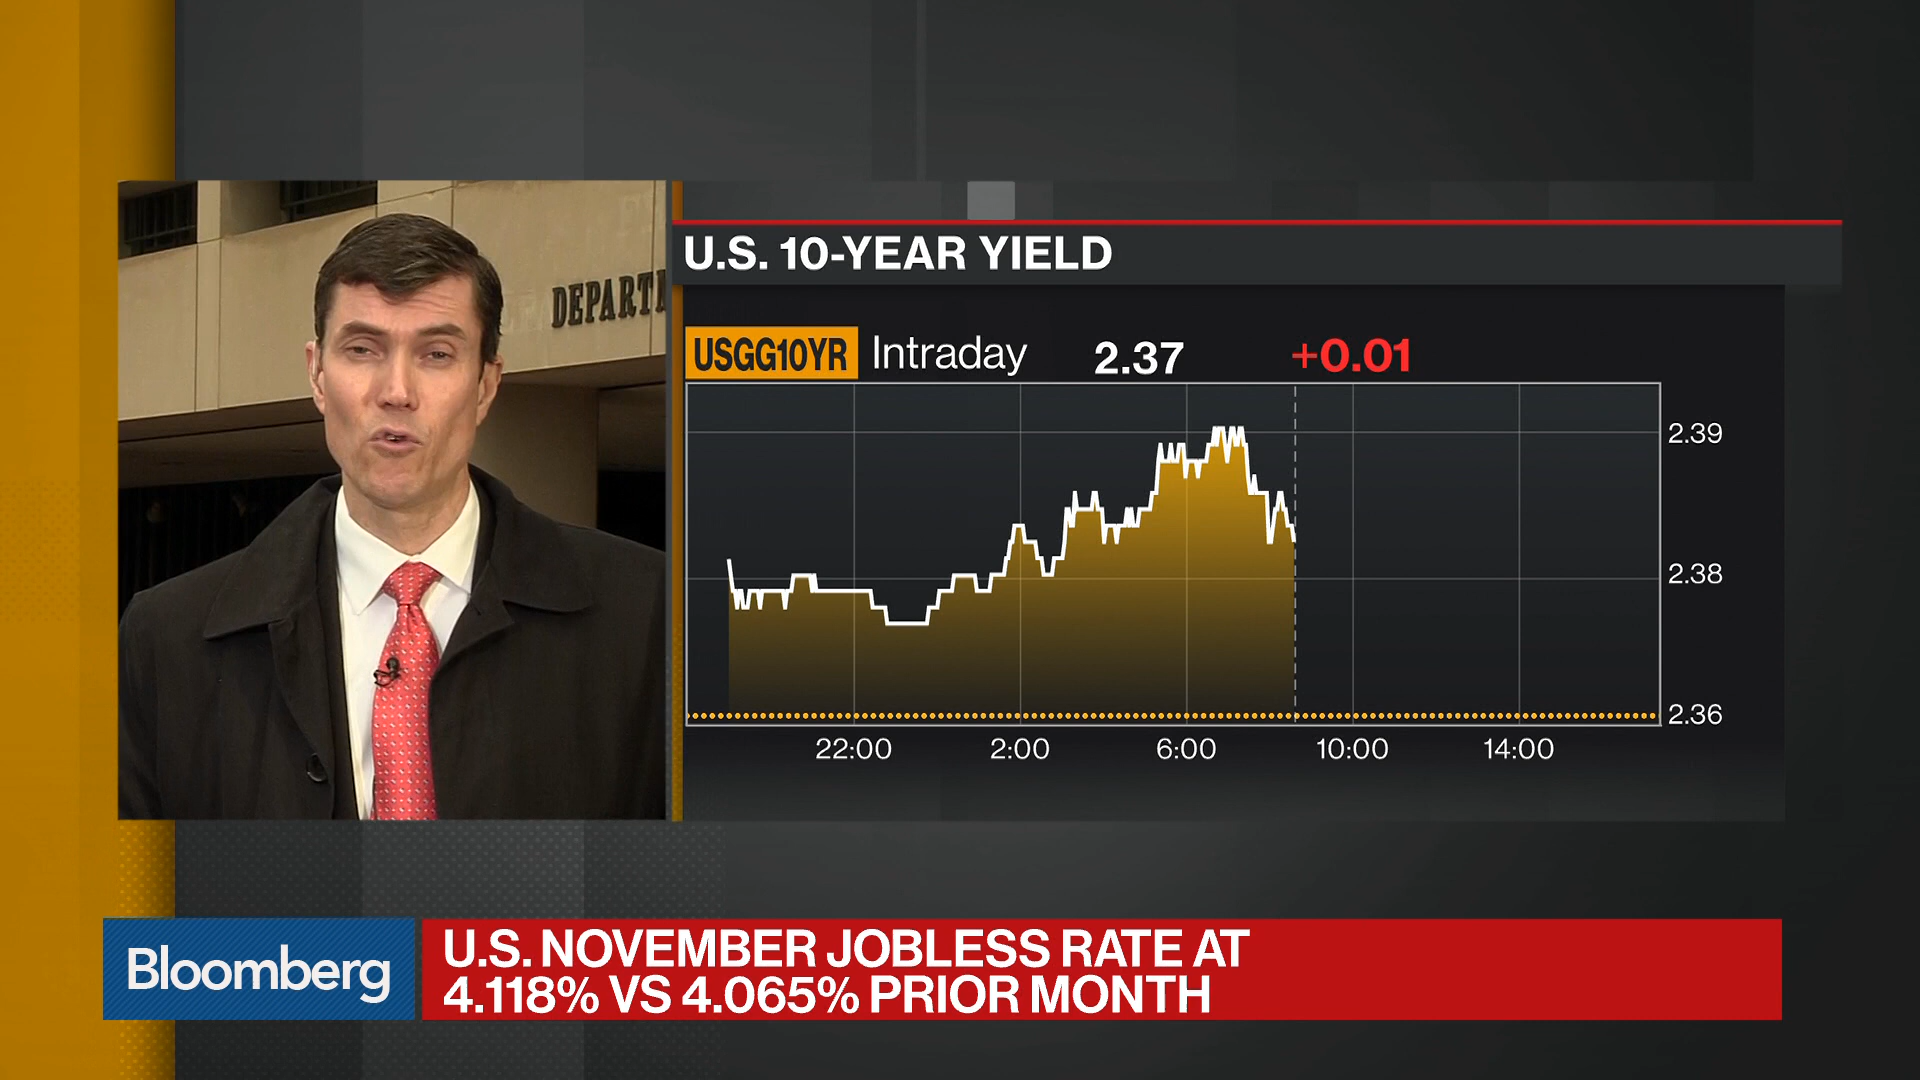 DEPART
U.S. 10-YEAR YIELD
USGG10YR Intraday 2.37 +0.01
2.39
2.38
2.36
22:00 2:00 6:00 10:00 14:00
Bloomberg
U.S. NOVEMBER JOBLESS RATE AT
4.118% VS 4.065% PRIOR MONTH